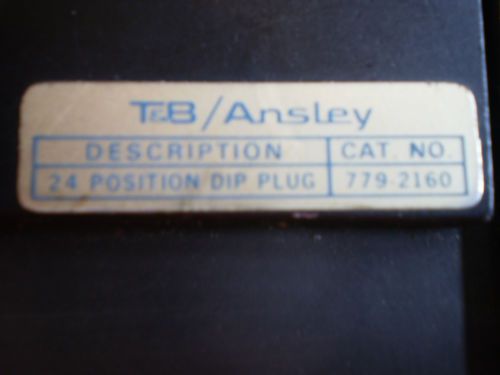 T&B/Ansley
DESCRIPTION CAT. NO.
24 POSITION DIP PLUG 779-2160